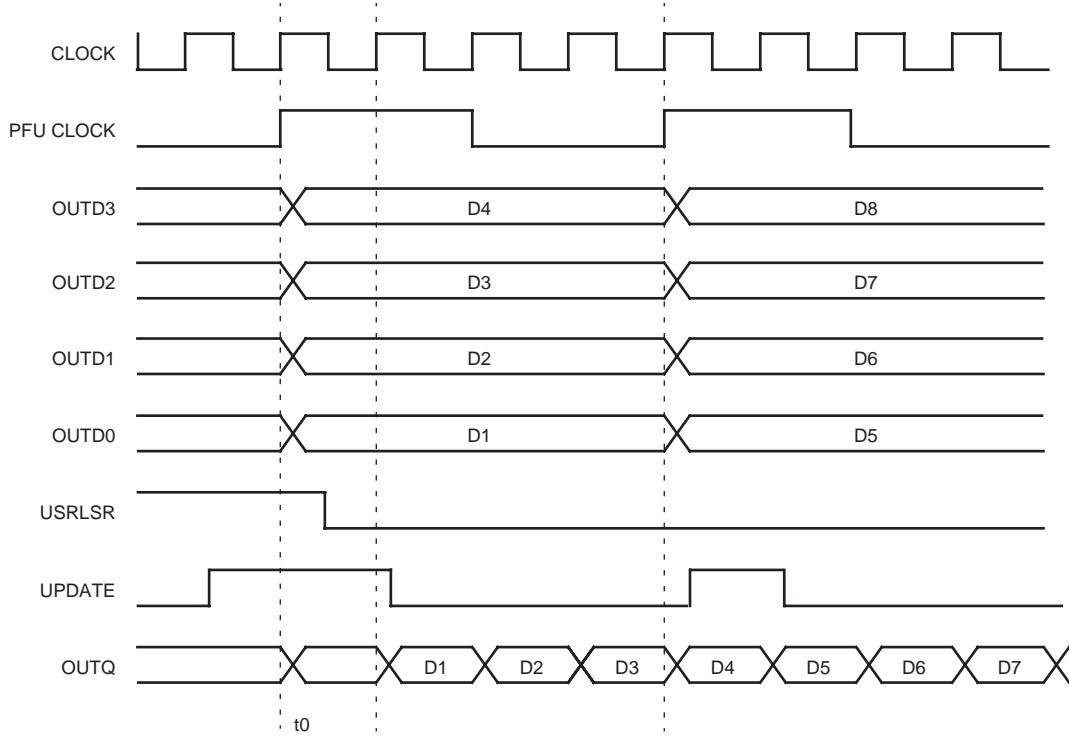 CLOCK
PFU CLOCK
OUTD3 D4 D8
OUTD2 D3 D7
OUTD1 D2 D6
OUTD0 D1 D5
USRLSR
UPDATE
OUTQ D1 D2 D3 D4 D5 D6 D7
t0